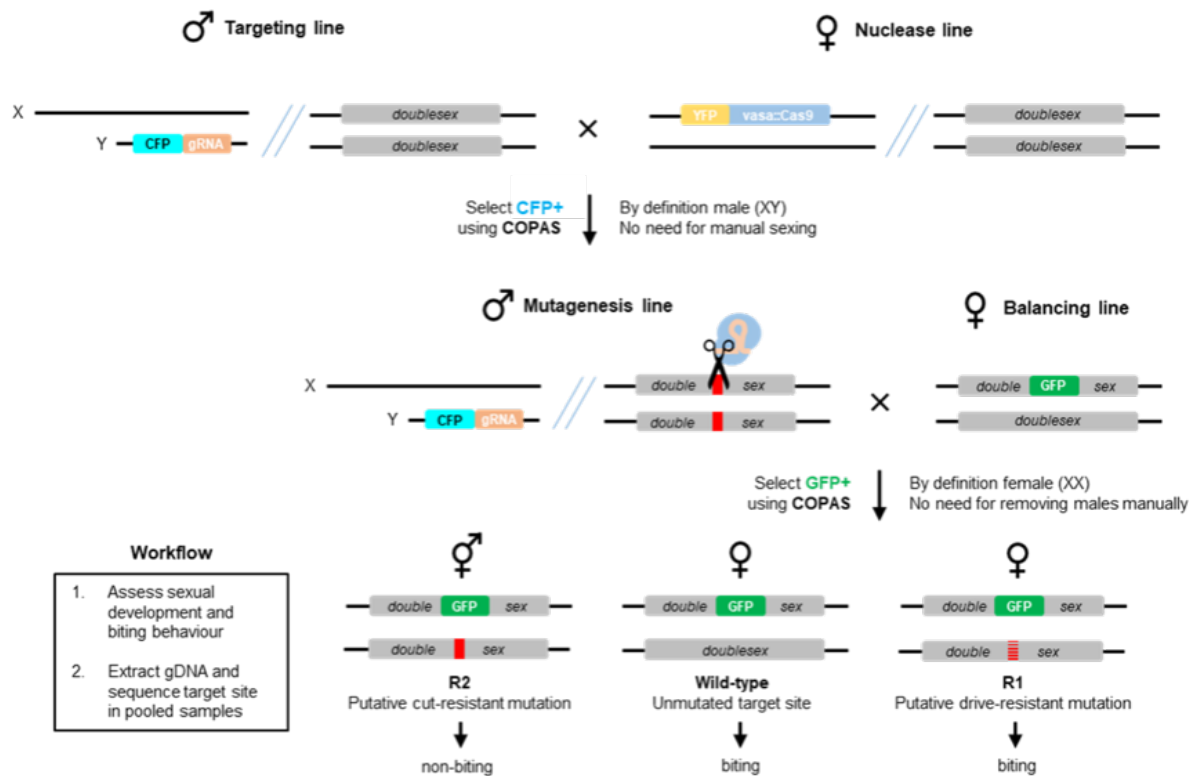 Targeting line
Nuclease line
X
doublesex
YFP vasa::Cas9
doublesex
Y CFP gRNA
doublesex
×
doublesex
Select CFP+
using COPAS
By definition male (XY)
No need for manual sexing
Mutagenesis line
Balancing line
X
double sex
double GFP sex
Y CFP gRNA
double sex
×
doublesex
Select GFP+
using COPAS
By definition female (XX)
No need for removing males manually
Workflow
1. Assess sexual
development and
biting behaviour
2. Extract gDNA and
sequence target site
in pooled samples
double GFP sex
double sex
R2
Putative cut-resistant mutation
non-biting
double GFP sex
doublesex
Wild-type
Unmutated target site
biting
double GFP sex
double sex
R1
Putative drive-resistant mutation
biting